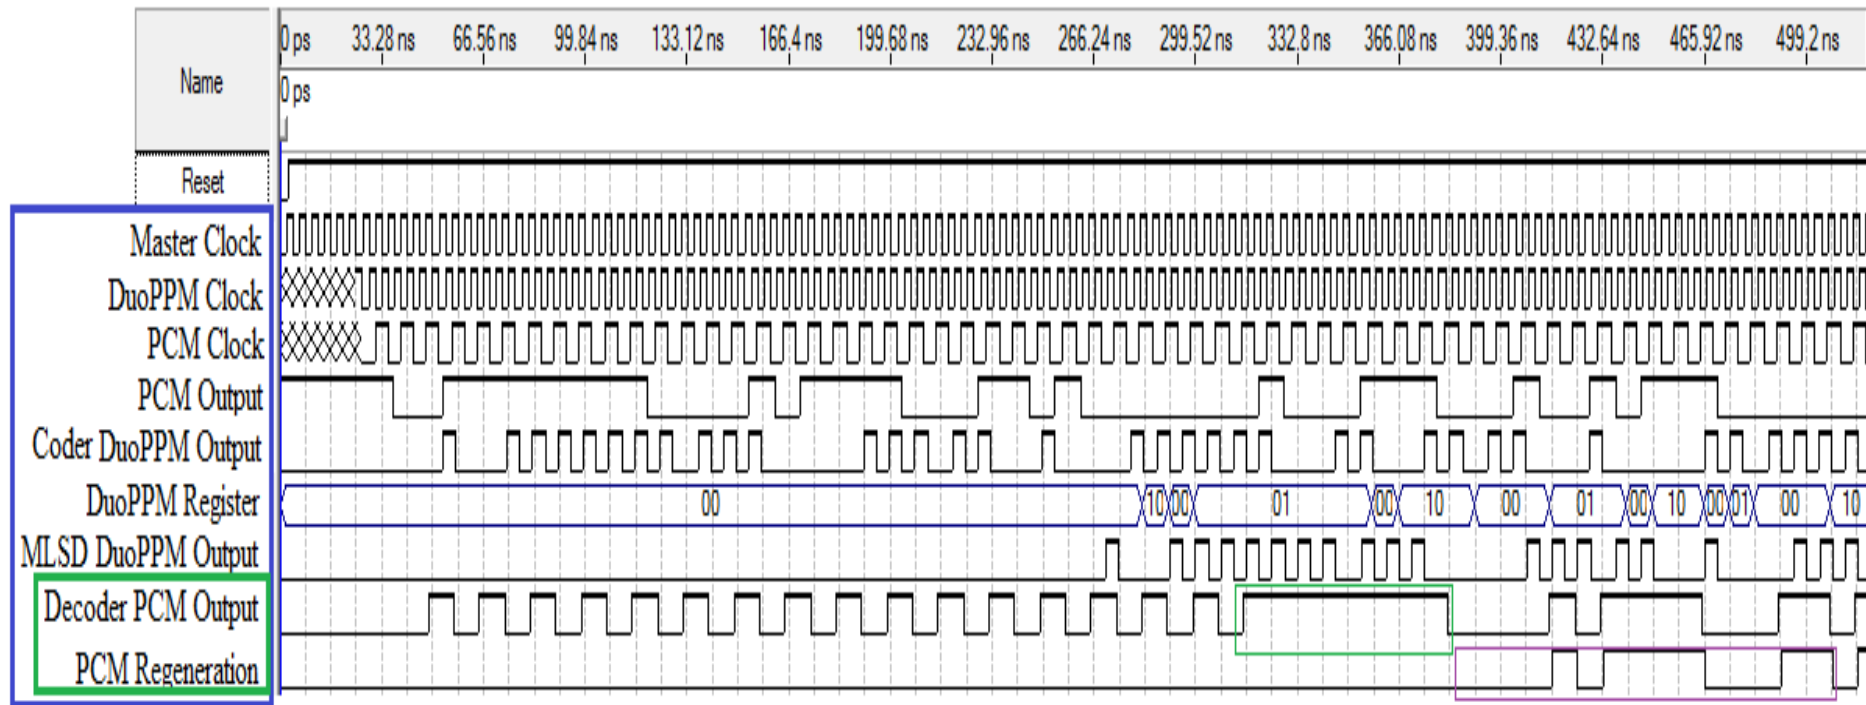 0 ps 33.28 ns 66.56 ns 99.84 ns 133.12 ns 166.4 ns 199.68 ns 232.96 ns 266.24 ns 299.52 ns 332.8 ns 366.08 ns 399.36 ns 432.64 ns 465.92 ns 499.2 ns
Name
0 ps
Reset
Master Clock
DuoPPM Clock
PCM Clock
PCM Output
Coder DuoPPM Output
DuoPPM Register 00 10 00 01 00 10 00 01 00 10 00 01 00 10
MLSD DuoPPM Output
Decoder PCM Output
PCM Regeneration